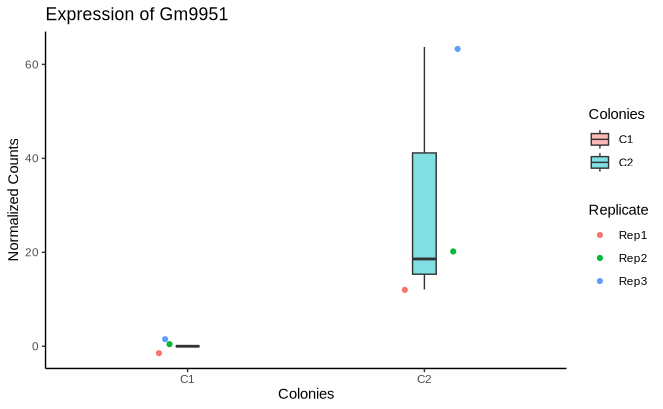 Expression of Gm9951
Normalized Counts
60
40
20
0
C1
C2
Colonies
Colonies
C1
C2
Replicate
Rep1
Rep2
Rep3